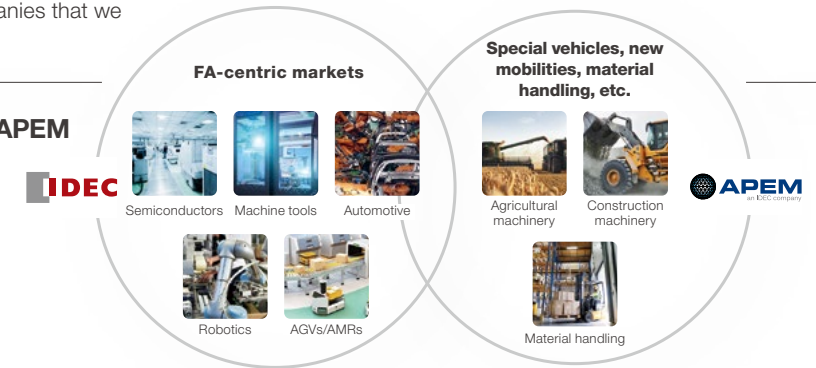 anies that we
FA-centric markets
Special vehicles, new
mobilities, material
handling, etc.
APEM
IDEC
Semiconductors
Machine tools
Automotive
Robotics
AGVs/AMRs
Agricultural
machinery
Construction
machinery
Material handling
APEM
an IDEC company